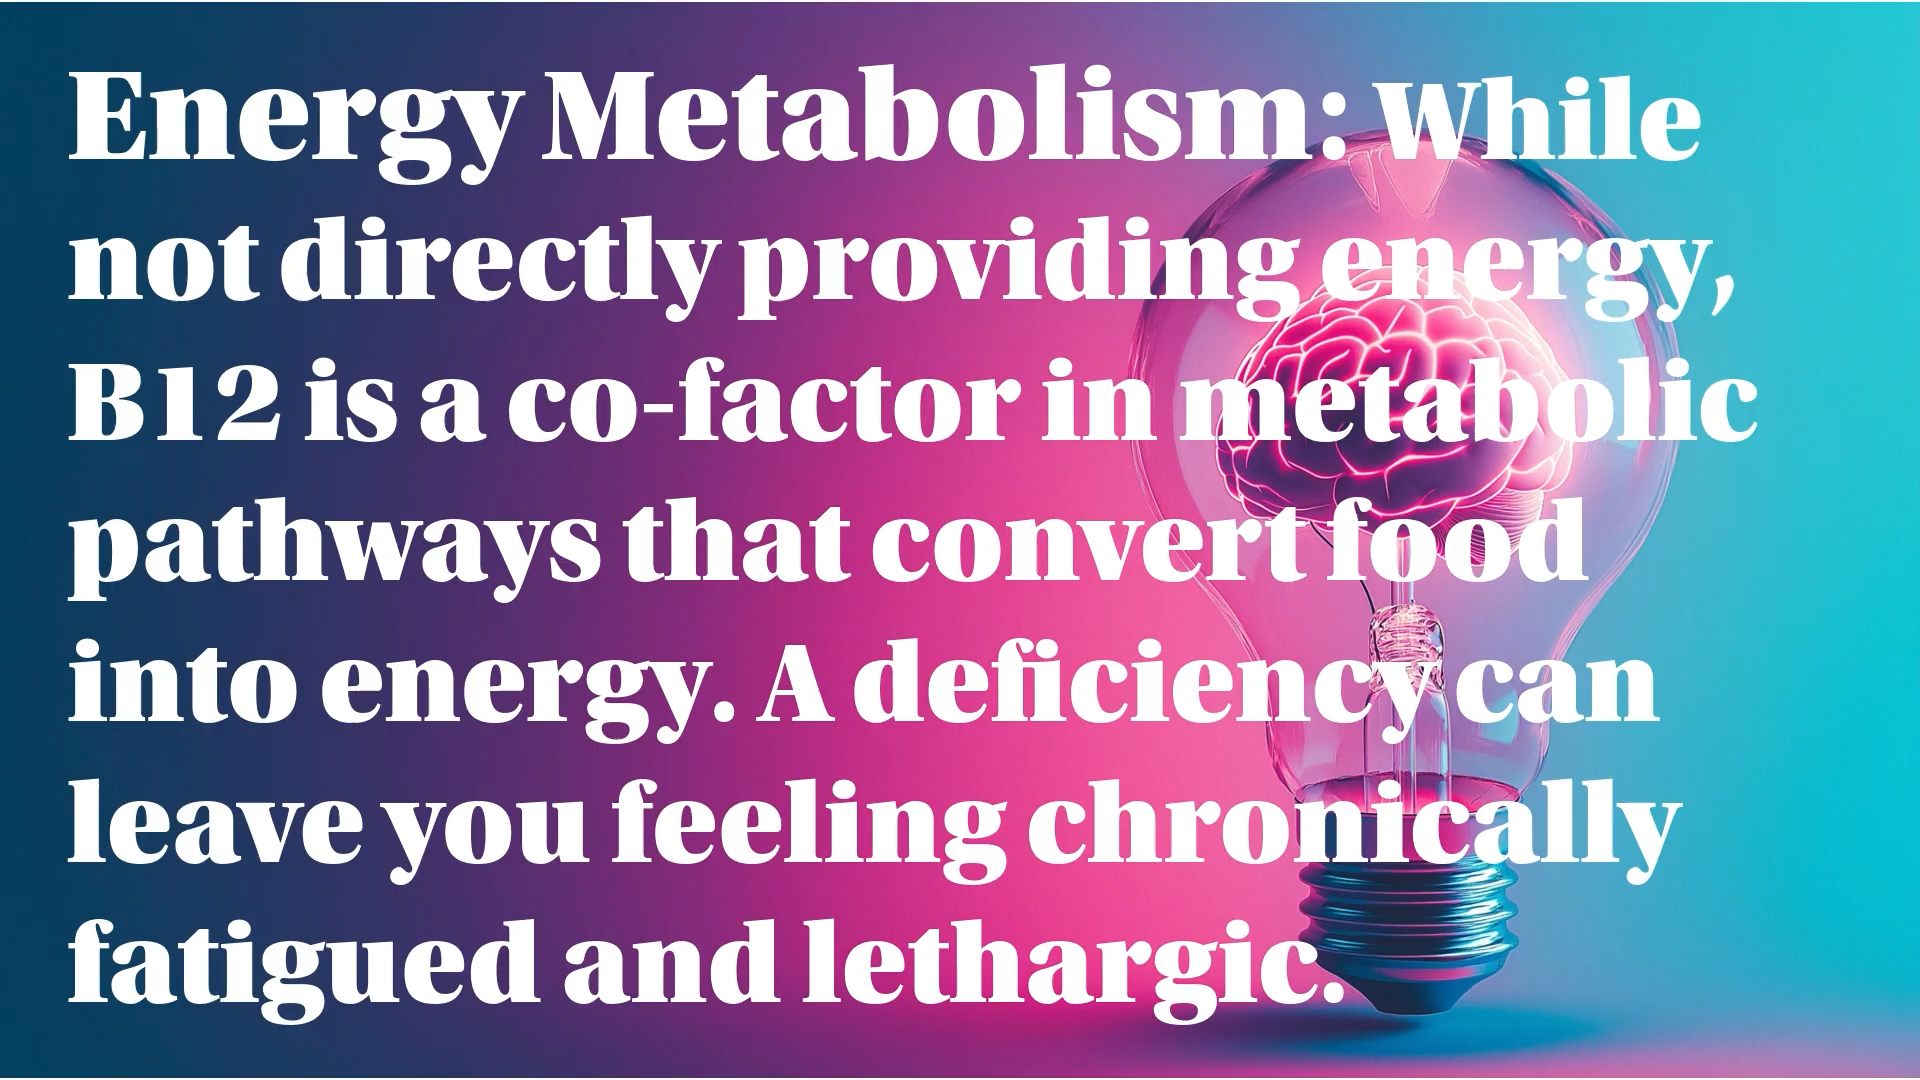 Energy Metabolism: While
not directly providing energy,
B12 is a co-factor in metabolic
pathways that convert food
into energy. A deficiency can
leave you feeling chronically
fatigued and lethargic.